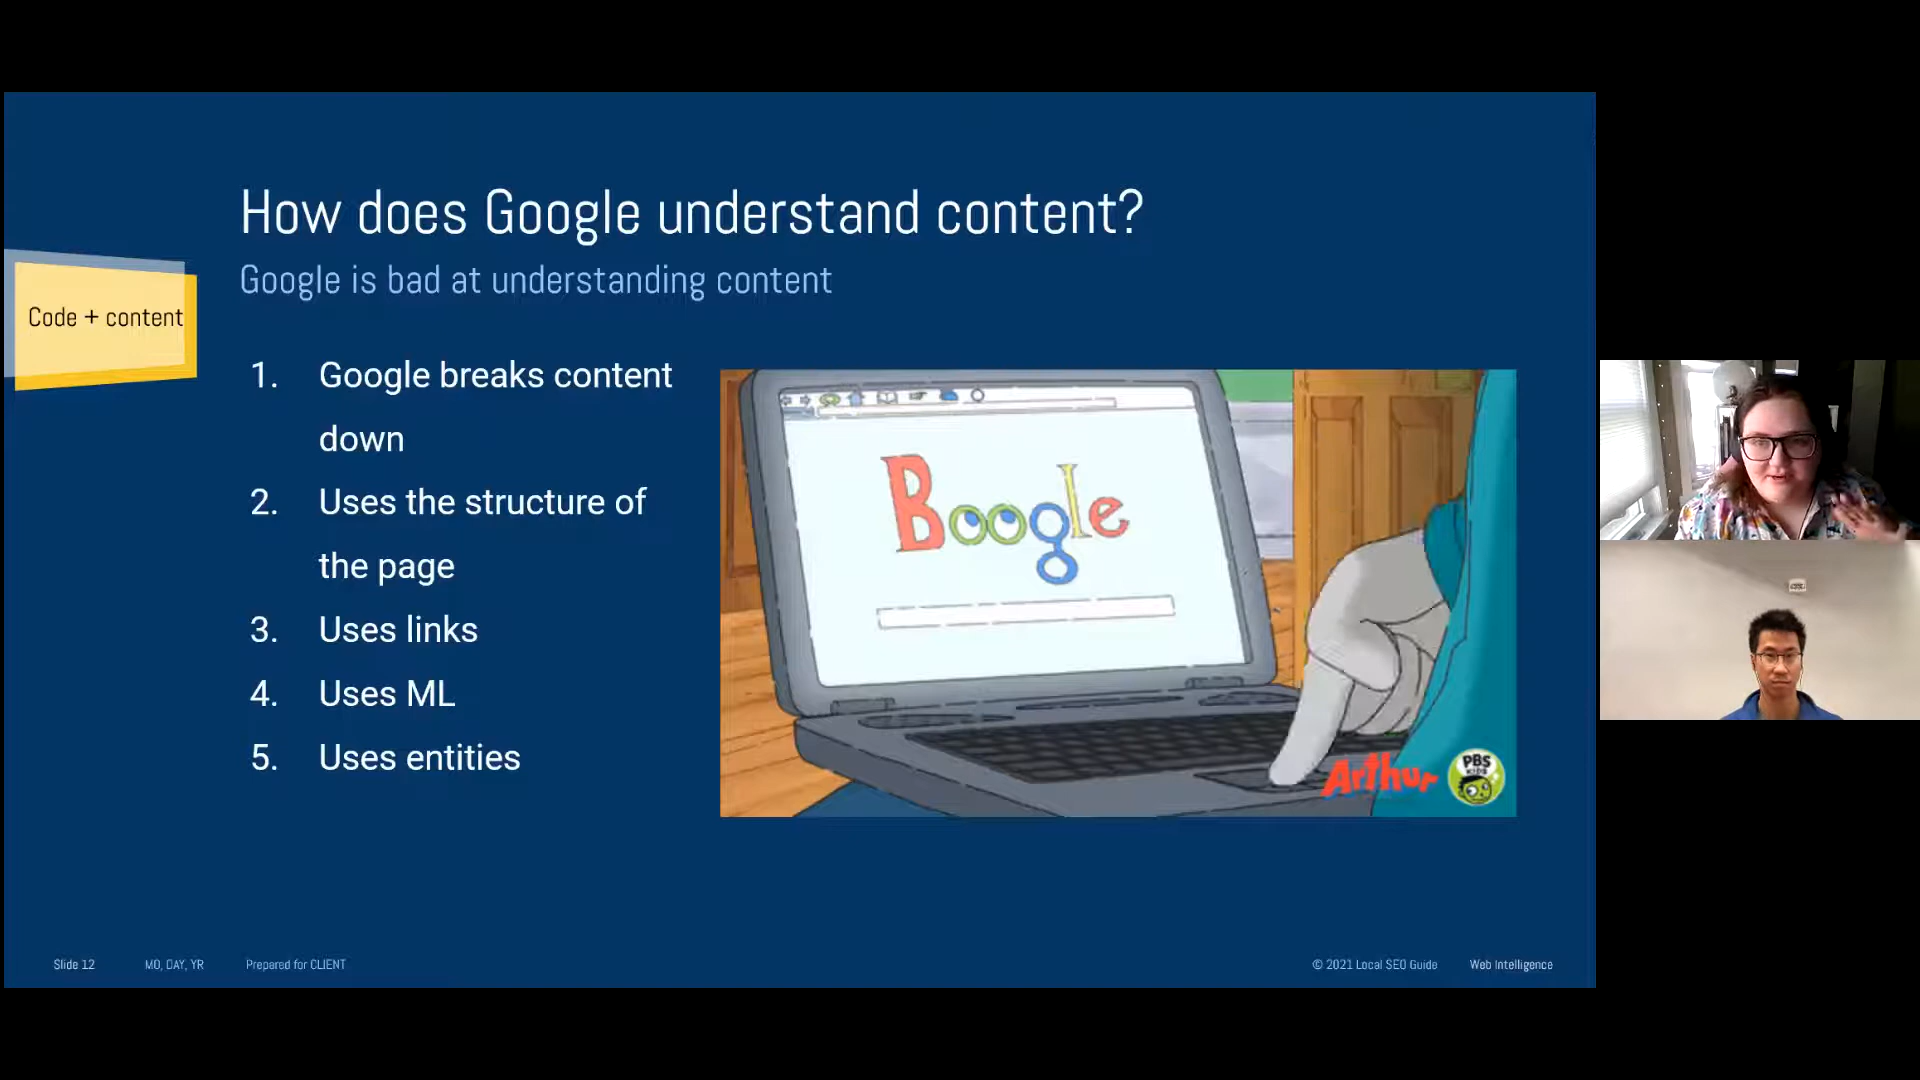 How does Google understand content?
Google is bad at understanding content
Code + content
1. Google breaks content
down
2. Uses the structure of
the page
3. Uses links
4. Uses ML
5. Uses entities
Boogle
Arthur
PBS
KIDS
Slide 12
MO, DAY, YR
Prepared for CLIENT
© 2021 Local SEO Guide
Web Intelligence